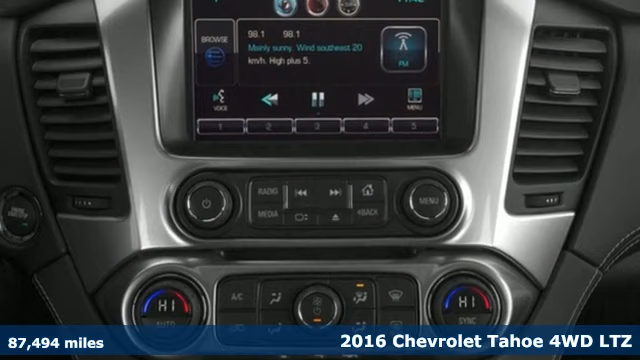 98.1 98.1
BROWSE
Mainly sunny. Wind southeast 20
km/h. High plus 5.
FM
VOICE
MENU
1 2 3 4 5
RADIO
MENU
MEDIA
BACK
A/C
HI
HI
AUTO
SYNC
87,494 miles
2016 Chevrolet Tahoe 4WD LTZ